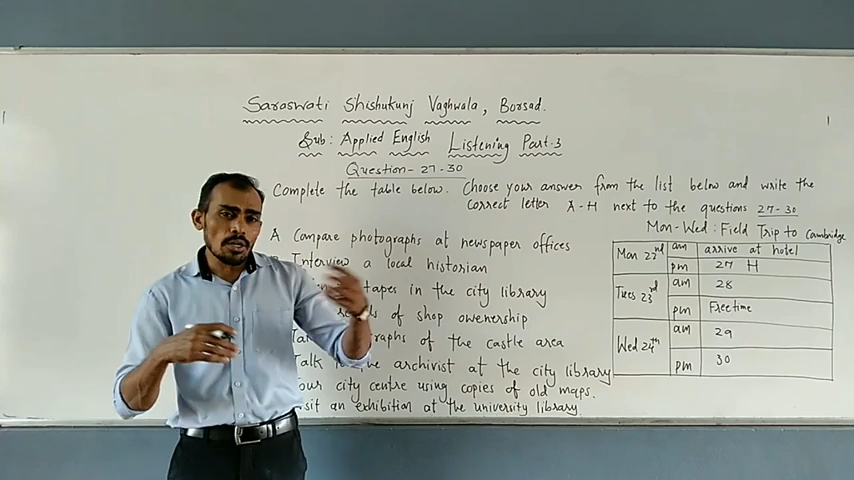 Saraswati Shishukunj Vaghwala, Borsad.
Sub: Applied English Listening Part-3
Question- 27-30
Complete the table below. Choose your answer from the list below and write the
correct letter A-H next to the questions 27-30
Mon-Wed: Field Trip to Cambridge
A Compare photographs at newspaper offices
Interview a local historian
tapes in the city library
of shop owenership
of the castle area
Talk archivist at the city library
our city centre using copies of old maps.
sit an exhibition at the university library.
Mon 22nd am arrive at hotel
pm 27 H
Tues 23rd am 28
pm Freetime
Wed 24th am 29
pm 30